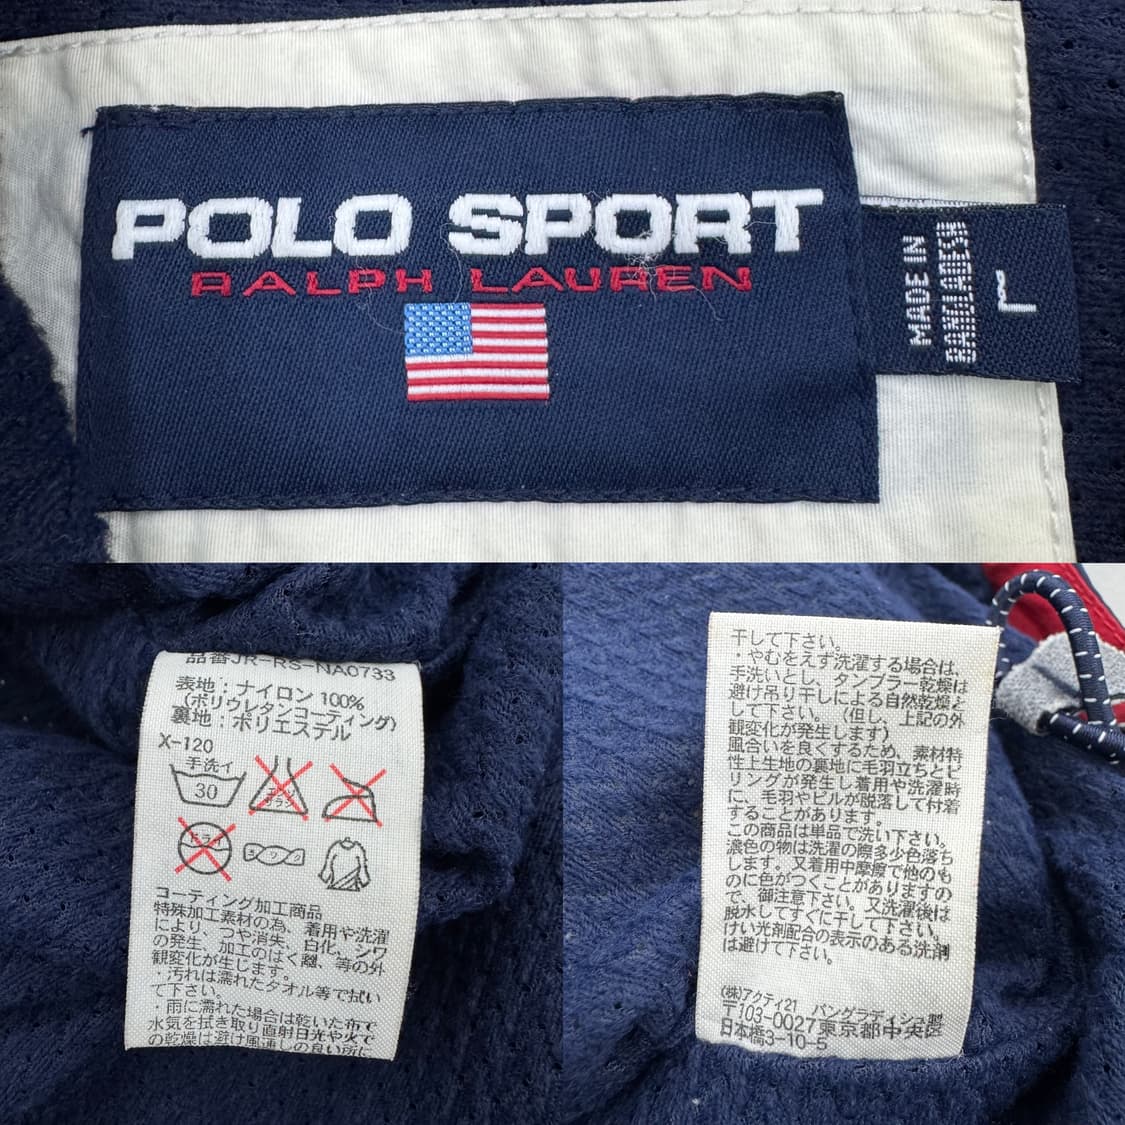 POLO SPORT
RALPH LAUREN
MADE IN
BANGLADESH
L
品番JR-RS-NA0733
表地：ナイロン 100%
(ポリウレタンコーティング)
裏地：ポリエステル
X-120
手洗イ
30
エンソ
サラシ
ドライ
ヨワク
コーティング加工商品
特殊加工素材の為、着用や洗濯
により、つや消失、白化、シワ
の発生、加工のはく離、等の外
観変化が生じます。
・汚れは濡れたタオル等で拭い
て下さい。
・雨に濡れた場合は乾いた布で
水気を拭き取り直射日光や火で
の乾燥は避け風通しの良い所に
干して下さい。
・やむをえず洗濯する場合は、
手洗いとし、タンブラー乾燥は
避け吊り干しによる自然乾燥と
して下さい。（但し、上記の外
観変化が発生します）
風合いを良くするため、素材特
性上生地の裏地に毛羽立ちとピ
リングが発生し着用や洗濯時
に、毛羽やピルが脱落して付着
することがあります。
この商品は単品で洗い下さい。
濃色の物は洗濯の際多少色落ち
します。又着用中摩擦で他のも
のに色がつくことがありますの
で、御注意下さい。又洗濯後は
脱水してすぐに干して下さい。
けい光剤配合の表示のある洗剤
は避けて下さい。
(株)アクティ21 バングラディシュ製
〒103-0027東京都中央区
日本橋3-10-5